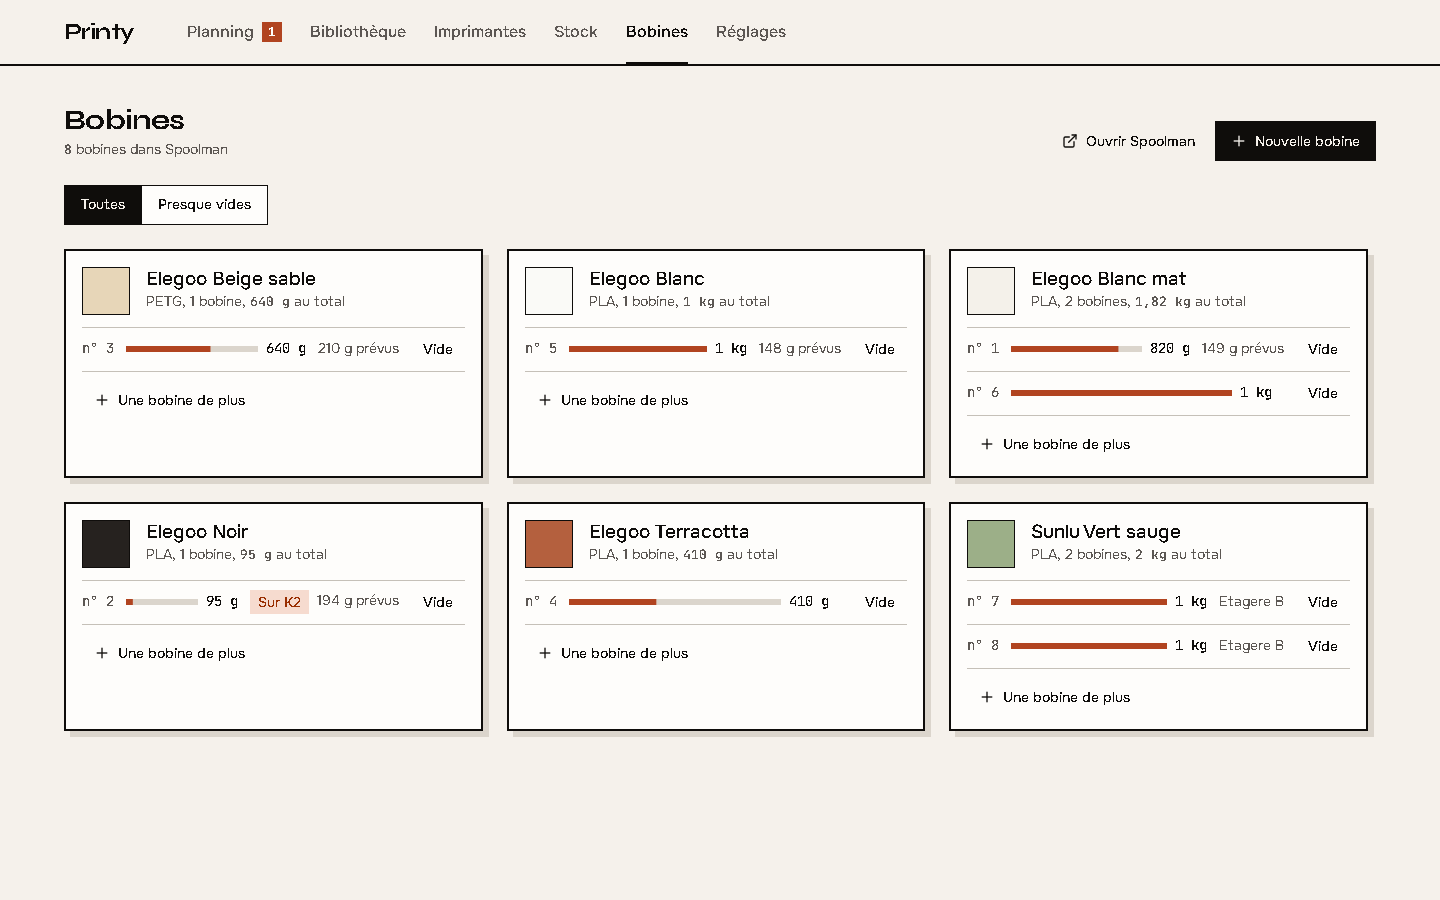 Printy
Planning 1 Bibliothèque Imprimantes Stock Bobines Réglages
Bobines
8 bobines dans Spoolman
Ouvrir Spoolman
+ Nouvelle bobine
Toutes Presque vides
Elegoo Beige sable
PETG, 1 bobine, 640 g au total
n° 3 640 g 210 g prévus Vide
+ Une bobine de plus
Elegoo Blanc
PLA, 1 bobine, 1 kg au total
n° 5 1 kg 148 g prévus Vide
+ Une bobine de plus
Elegoo Blanc mat
PLA, 2 bobines, 1,82 kg au total
n° 1 820 g 149 g prévus Vide
n° 6 1 kg Vide
+ Une bobine de plus
Elegoo Noir
PLA, 1 bobine, 95 g au total
n° 2 95 g Sur K2 194 g prévus Vide
+ Une bobine de plus
Elegoo Terracotta
PLA, 1 bobine, 410 g au total
n° 4 410 g Vide
+ Une bobine de plus
Sunlu Vert sauge
PLA, 2 bobines, 2 kg au total
n° 7 1 kg Etagere B Vide
n° 8 1 kg Etagere B Vide
+ Une bobine de plus